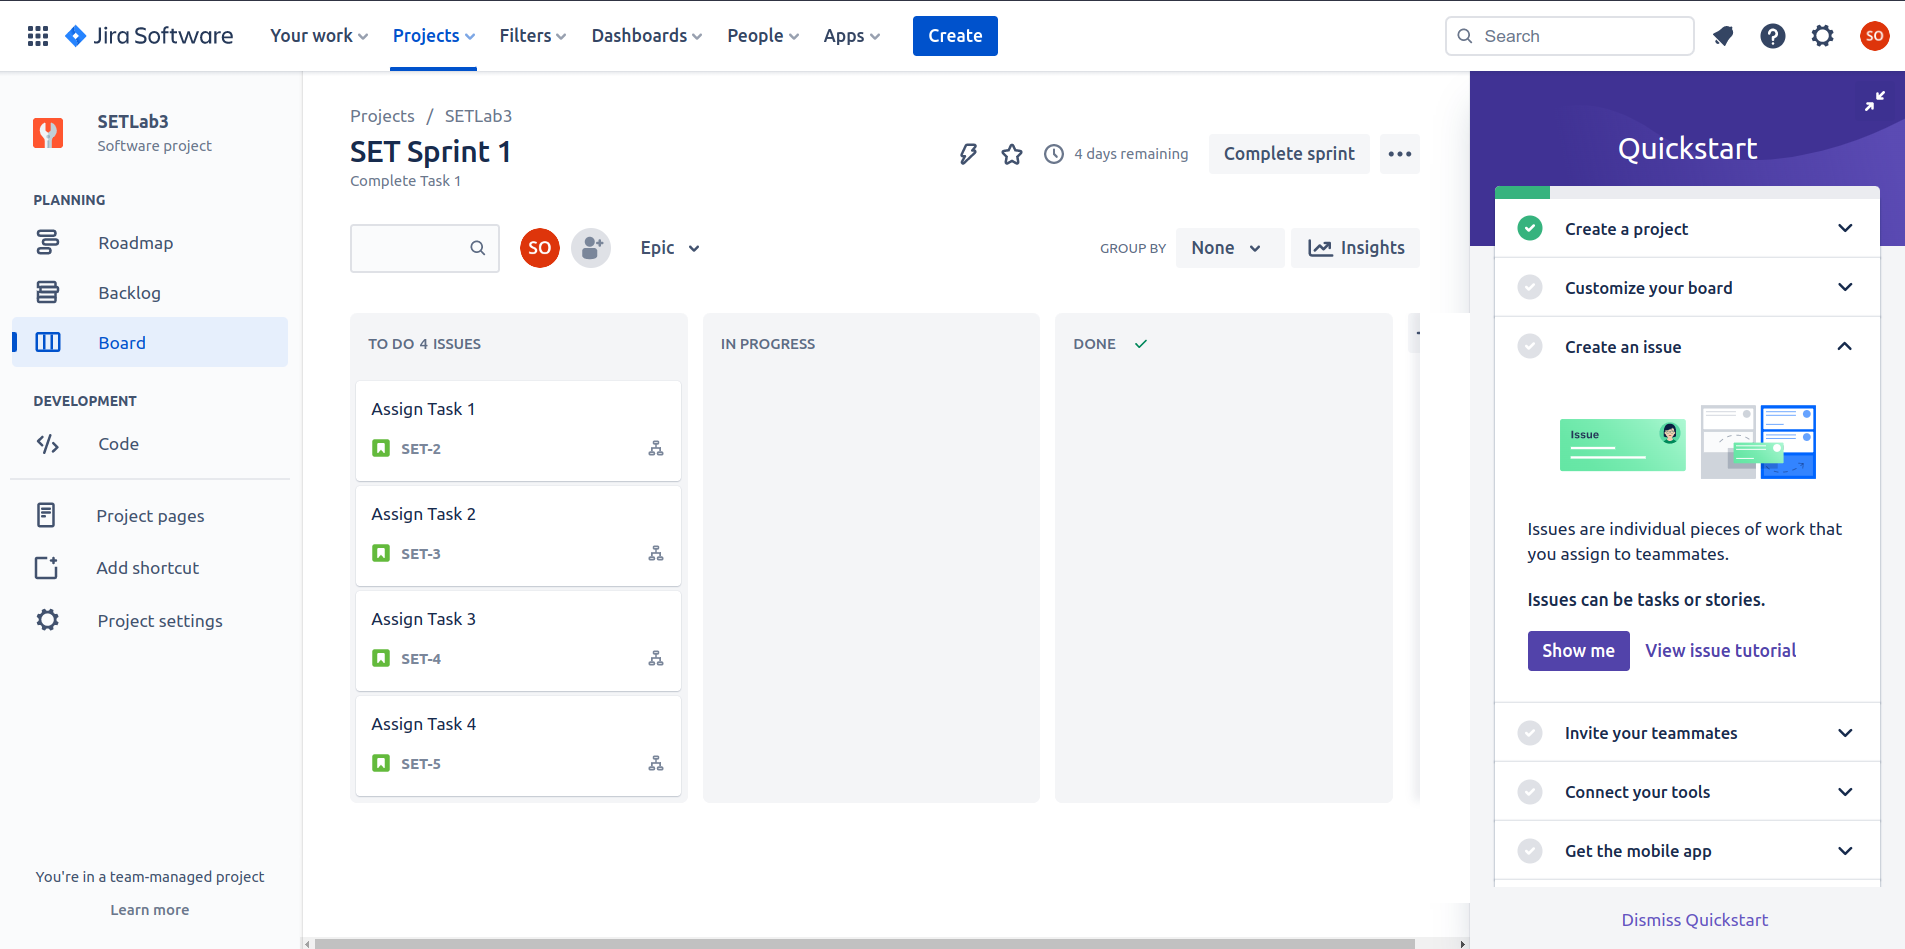 Jira Software
Your work
Projects
Filters
Dashboards
People
Apps
Create
Search
SO
SETLab3
Software project
PLANNING
Roadmap
Backlog
Board
DEVELOPMENT
Code
Project pages
Add shortcut
Project settings
You're in a team-managed project
Learn more
Projects / SETLab3
SET Sprint 1
Complete Task 1
4 days remaining
Complete sprint
SO
Epic
GROUP BY
None
Insights
TO DO 4 ISSUES
Assign Task 1
SET-2
Assign Task 2
SET-3
Assign Task 3
SET-4
Assign Task 4
SET-5
IN PROGRESS
DONE
Quickstart
Create a project
Customize your board
Create an issue
Issue
Issues are individual pieces of work that
you assign to teammates.
Issues can be tasks or stories.
Show me
View issue tutorial
Invite your teammates
Connect your tools
Get the mobile app
Dismiss Quickstart